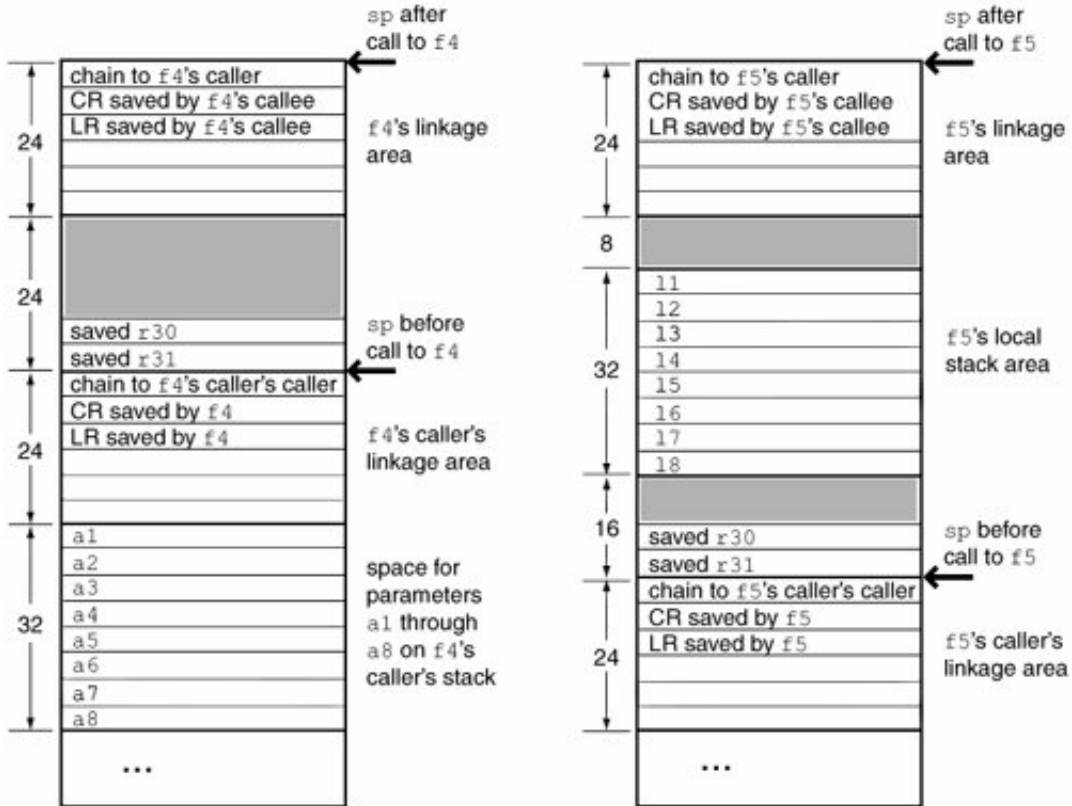 sp after
call to f4
chain to f4's caller
CR saved by f4's callee
LR saved by f4's callee
24
f4's linkage
area
24
saved r30
saved r31
sp before
call to f4
chain to f4's caller's caller
CR saved by f4
LR saved by f4
24
f4's caller's
linkage area
a1
a2
a3
a4
a5
a6
a7
a8
32
space for
parameters
a1 through
a8 on f4's
caller's stack
...
sp after
call to f5
chain to f5's caller
CR saved by f5's callee
LR saved by f5's callee
24
f5's linkage
area
8
l1
l2
l3
l4
l5
l6
l7
l8
32
f5's local
stack area
16
saved r30
saved r31
sp before
call to f5
chain to f5's caller's caller
CR saved by f5
LR saved by f5
24
f5's caller's
linkage area
...